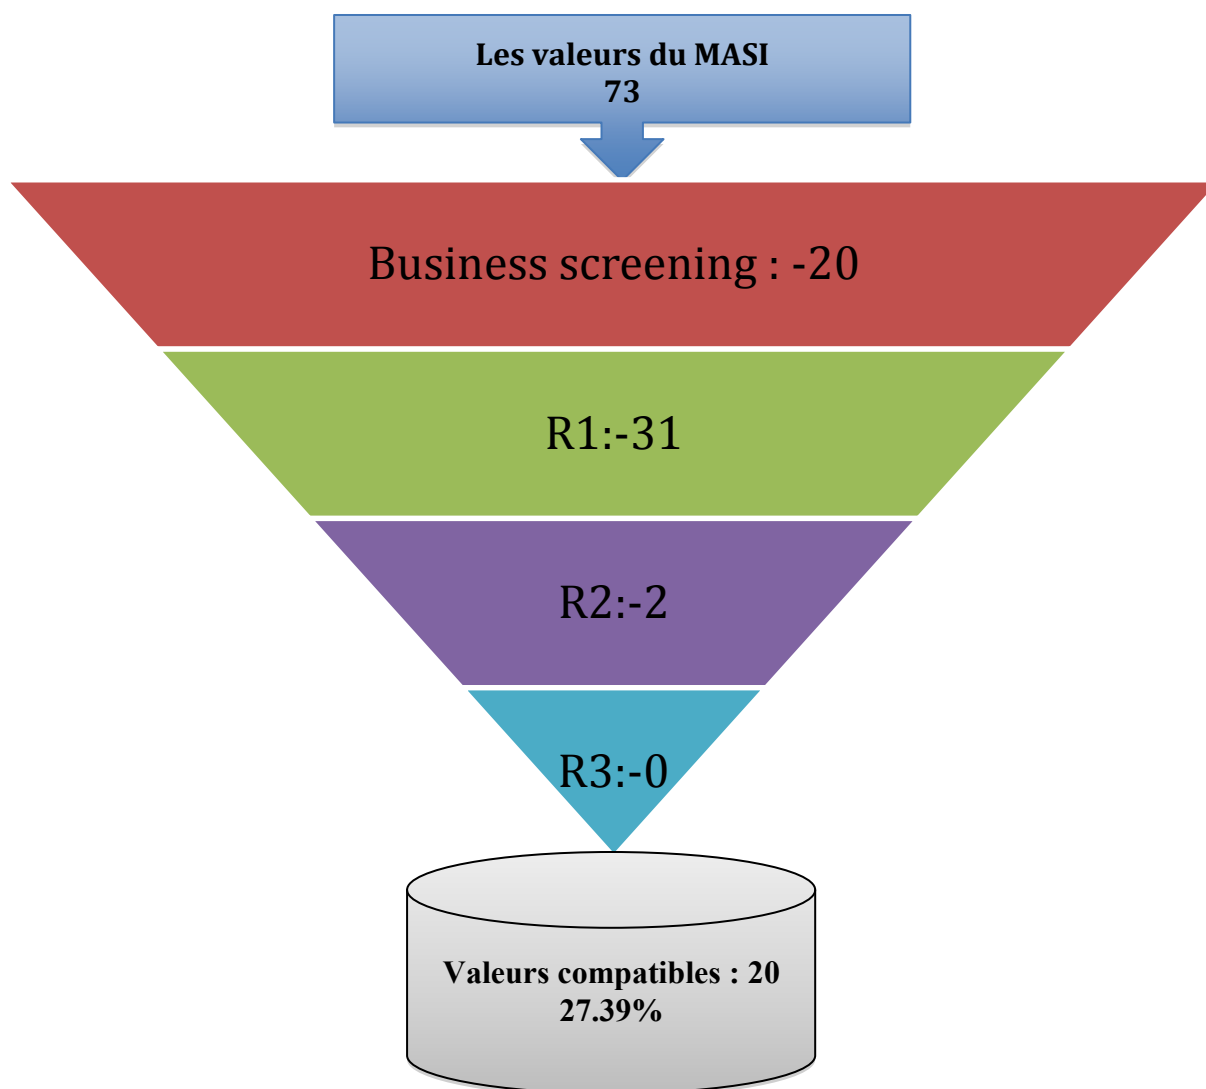 Les valeurs du MASI
73
Business screening : -20
R1:-31
R2:-2
R3:-0
Valeurs compatibles : 20
27.39%